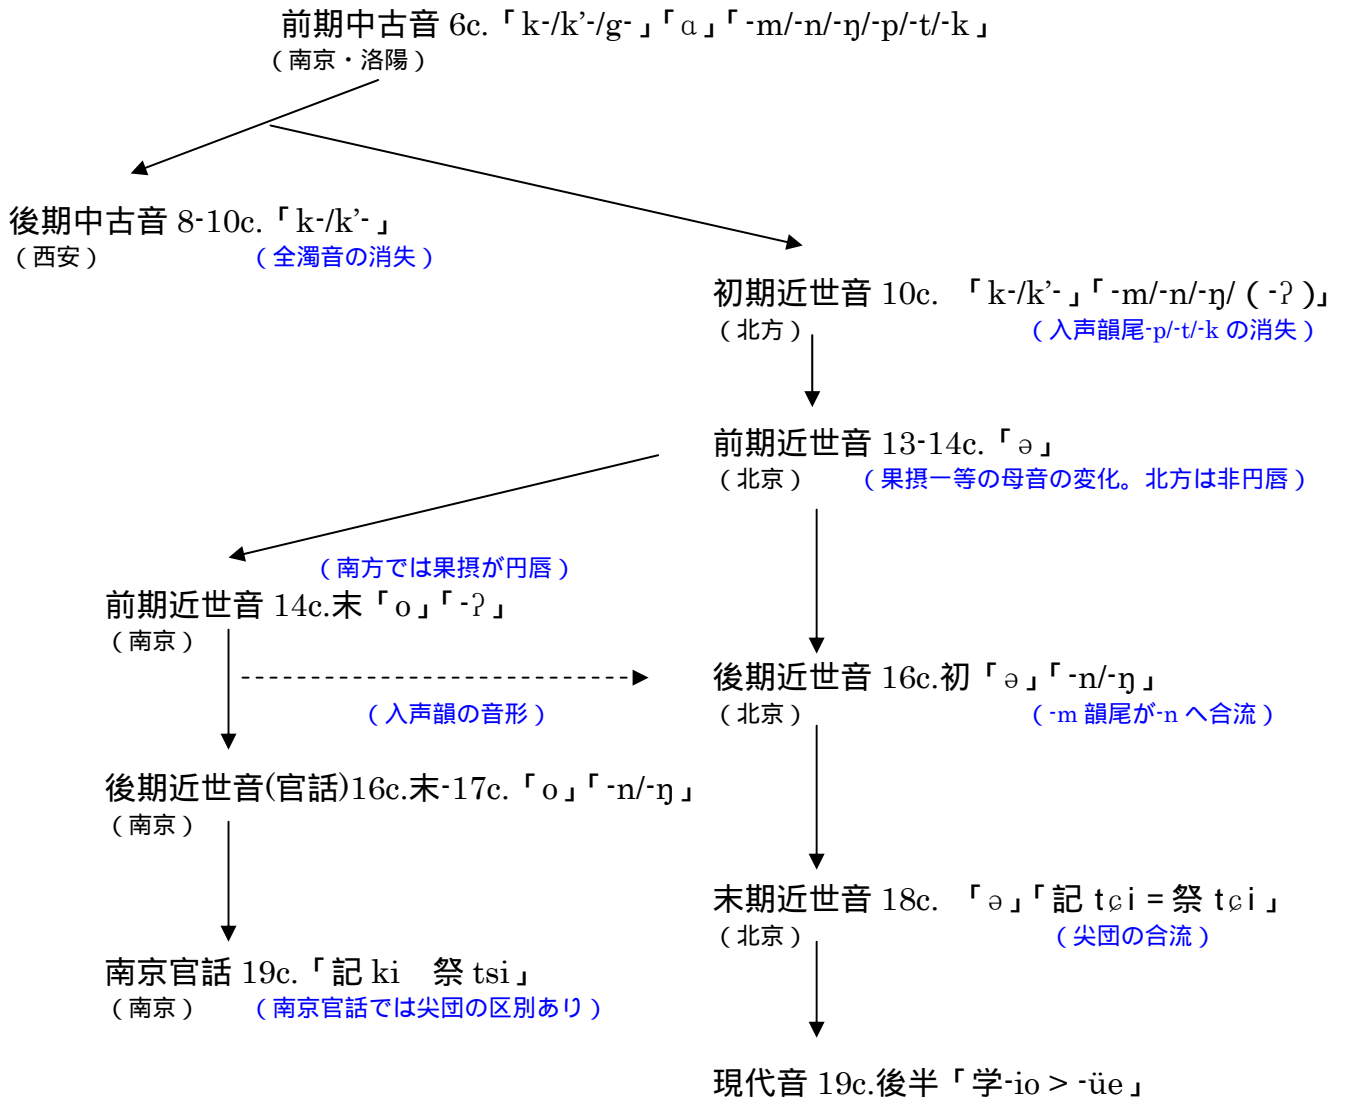 前期中古音 6c.「k-/k’-/g-」「ɑ」「-m/-n/-ŋ/-p/-t/-k」
（南京・洛陽）
後期中古音 8-10c.「k-/k’-」
（西安）（全濁音の消失）
初期近世音 10c. 「k-/k’-」「-m/-n/-ŋ/（-ʔ）」
（北方）（入声韻尾-p/-t/-k の消失）
前期近世音 13-14c.「ə」
（北京）（果摂一等の母音の変化。北方は非円唇）
（南方では果摂が円唇）
前期近世音 14c.末「o」「-ʔ」
（南京）
後期近世音 16c.初「ə」「-n/-ŋ」
（入声韻の音形）
（北京）（-m 韻尾が-n へ合流）
後期近世音(官話)16c.末-17c.「o」「-n/-ŋ」
（南京）
末期近世音 18c. 「ə」「記 tɕi = 祭 tɕi」
（北京）（尖団の合流）
南京官話 19c.「記 ki　祭 tsi」
（南京）（南京官話では尖団の区別あり）
現代音 19c.後半「学-io > -üe」